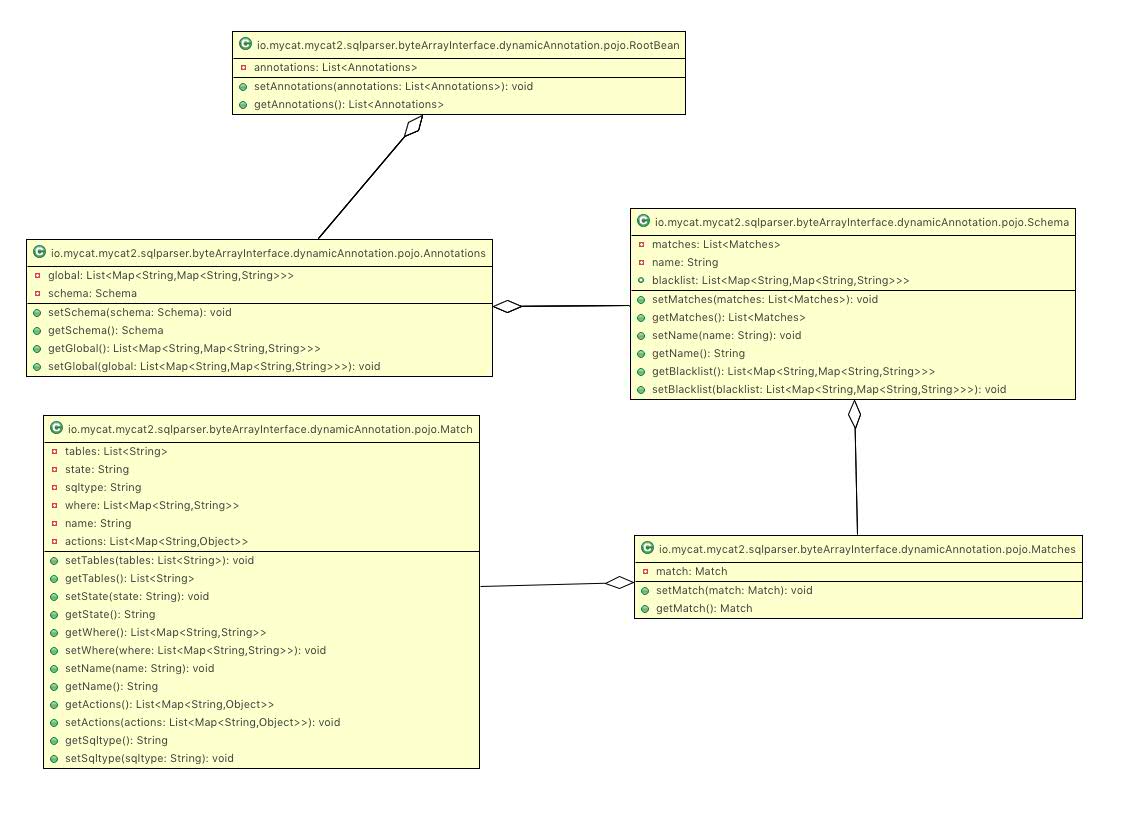 C io.mycat.mycat2.sqlparser.byteArrayInterface.dynamicAnnotation.pojo.RootBean
annotations: List<Annotations>
setAnnotations(annotations: List<Annotations>): void
getAnnotations(): List<Annotations>
C io.mycat.mycat2.sqlparser.byteArrayInterface.dynamicAnnotation.pojo.Annotations
global: List<Map<String,Map<String,String>>>
schema: Schema
setSchema(schema: Schema): void
getSchema(): Schema
getGlobal(): List<Map<String,Map<String,String>>>
setGlobal(global: List<Map<String,Map<String,String>>>): void
C io.mycat.mycat2.sqlparser.byteArrayInterface.dynamicAnnotation.pojo.Schema
matches: List<Matches>
name: String
blacklist: List<Map<String,Map<String,String>>>
setMatches(matches: List<Matches>): void
getMatches(): List<Matches>
setName(name: String): void
getName(): String
getBlacklist(): List<Map<String,Map<String,String>>>
setBlacklist(blacklist: List<Map<String,Map<String,String>>>): void
C io.mycat.mycat2.sqlparser.byteArrayInterface.dynamicAnnotation.pojo.Match
tables: List<String>
state: String
sqltype: String
where: List<Map<String,String>>
name: String
actions: List<Map<String,Object>>
setTables(tables: List<String>): void
getTables(): List<String>
setState(state: String): void
getState(): String
getWhere(): List<Map<String,String>>
setWhere(where: List<Map<String,String>>): void
setName(name: String): void
getName(): String
getActions(): List<Map<String,Object>>
setActions(actions: List<Map<String,Object>>): void
getSqltype(): String
setSqltype(sqltype: String): void
C io.mycat.mycat2.sqlparser.byteArrayInterface.dynamicAnnotation.pojo.Matches
match: Match
setMatch(match: Match): void
getMatch(): Match